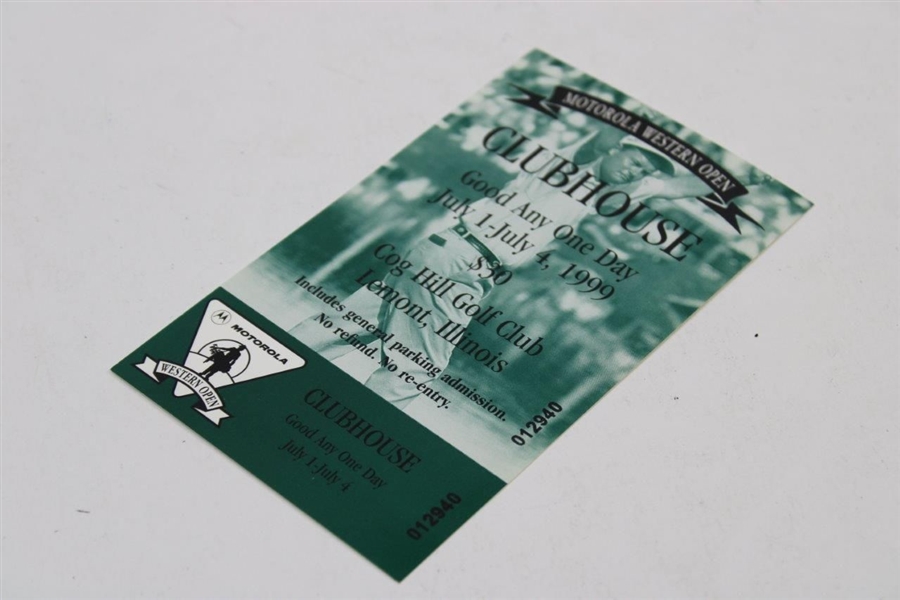 MOTOROLA WESTERN OPEN
CLUBHOUSE
Good Any One Day
July 1-July 4, 1999
$50
Cog Hill Golf Club
Lemont, Illinois
Includes general parking admission.
No refund. No re-entry.
012940
MOTOROLA
WESTERN OPEN
CLUBHOUSE
Good Any One Day
July 1-July 4
012940